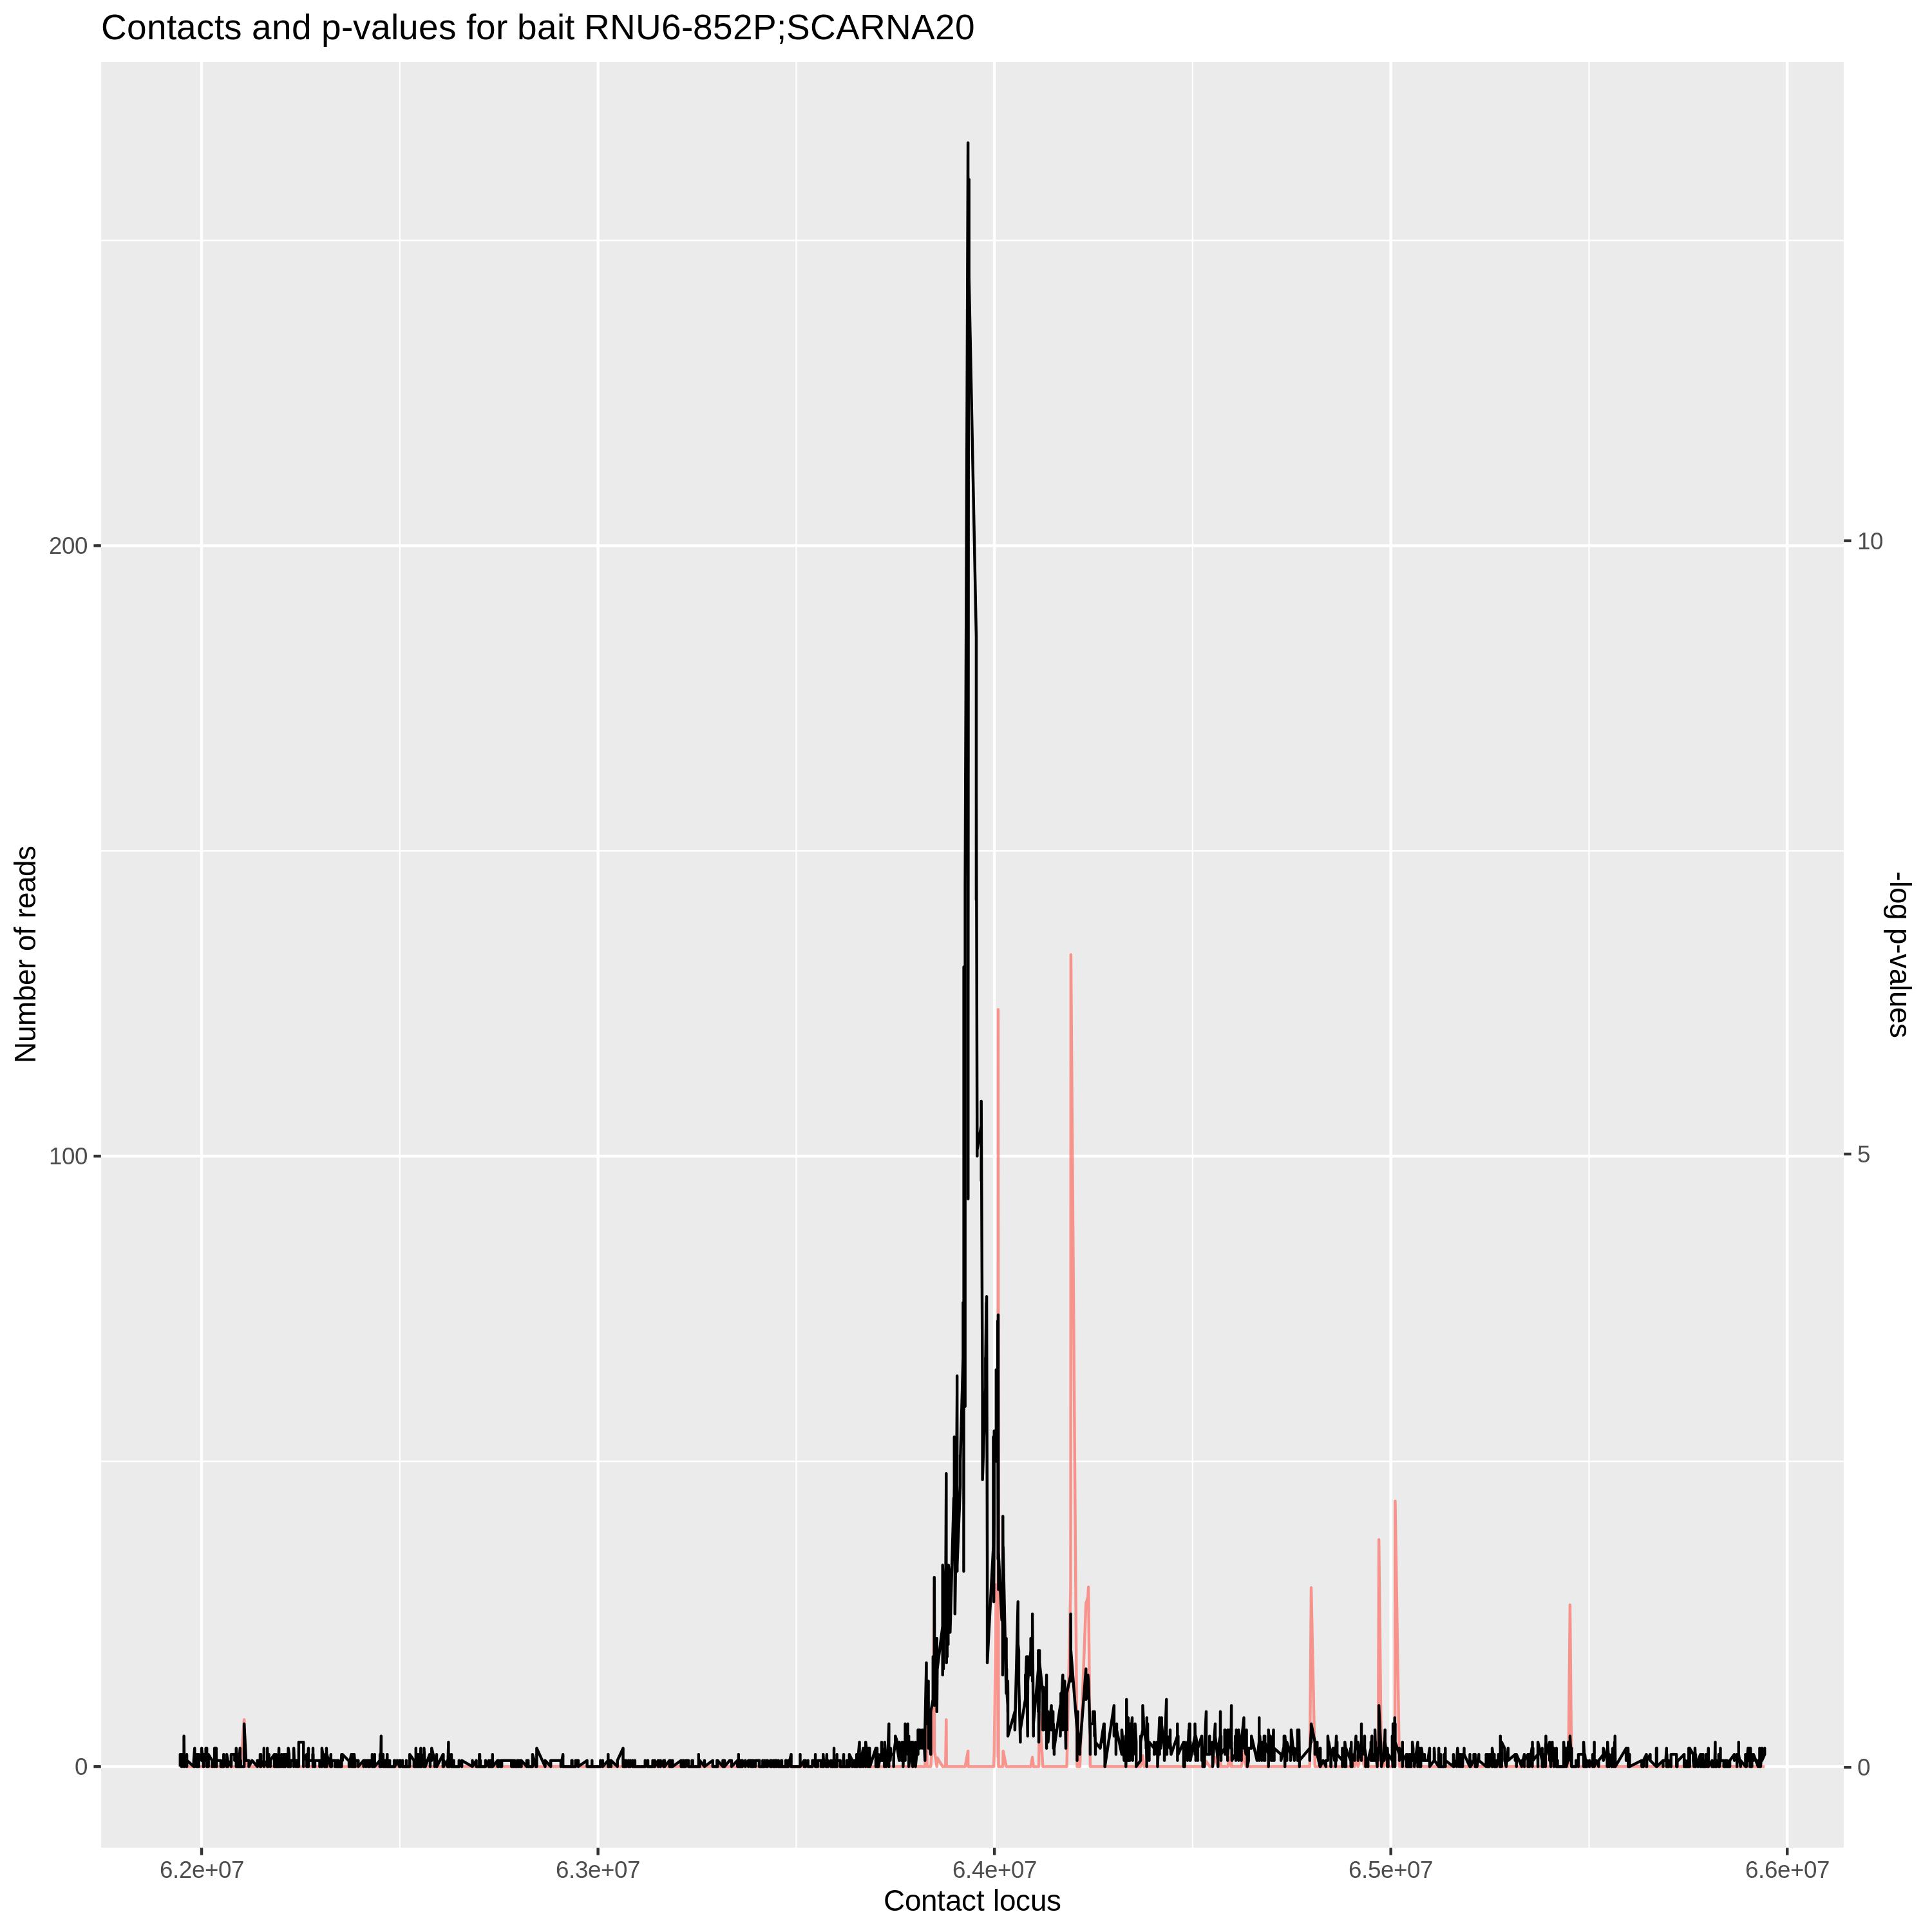 Contacts and p-values for bait RNU6-852P;SCARNA20
Number of reads
200
100
0
10
5
0
-log p-values
6.2e+07
6.3e+07
6.4e+07
6.5e+07
6.6e+07
Contact locus